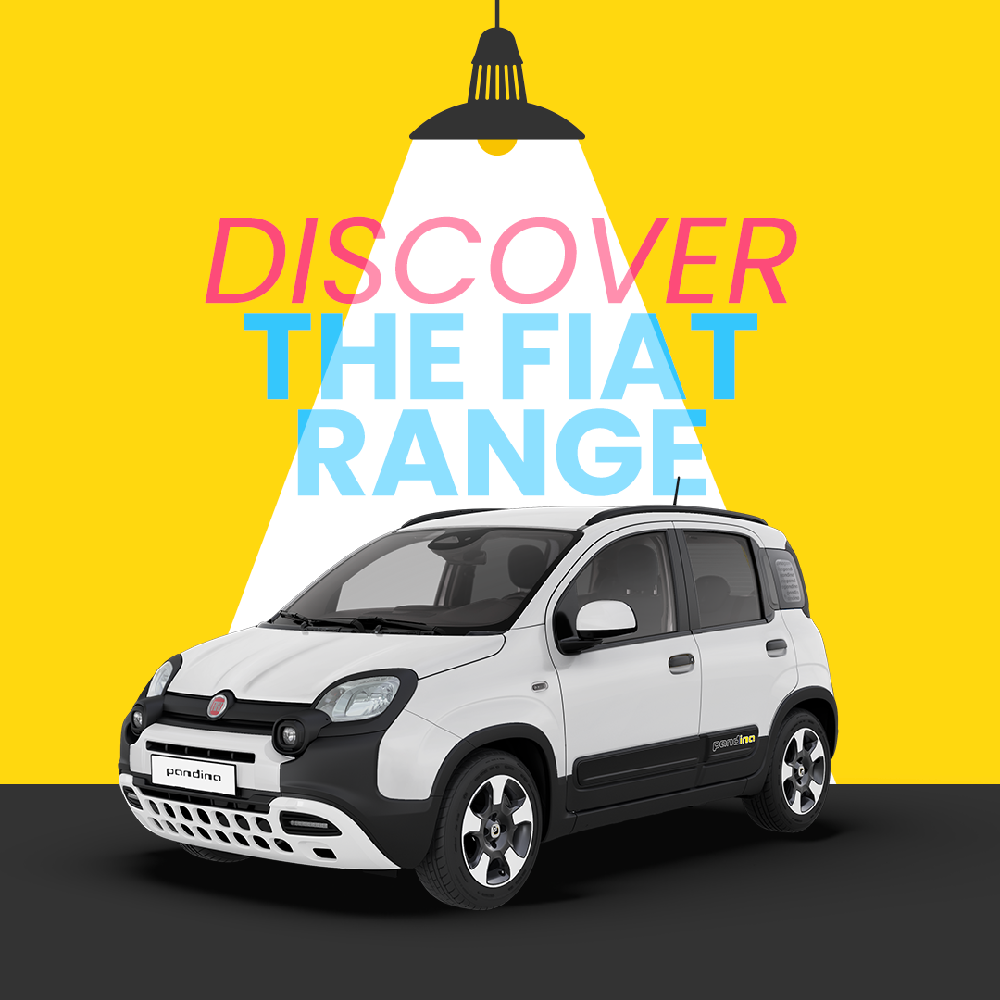 DISCOVER
THE FIAT
RANGE
pandina
pandina